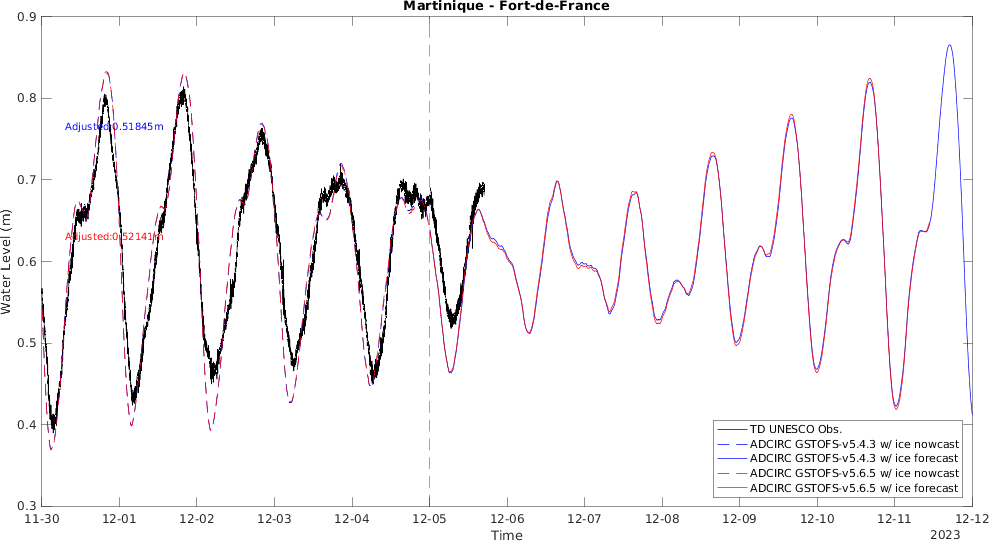 Martinique - Fort-de-France
0.9
0.8
0.7
0.6
0.5
0.4
0.3
Water Level (m)
Adjusted:0.51845m
Adjusted:0.52141m
TD UNESCO Obs.
ADCIRC GSTOFS-v5.4.3 w/ ice nowcast
ADCIRC GSTOFS-v5.4.3 w/ ice forecast
ADCIRC GSTOFS-v5.6.5 w/ ice nowcast
ADCIRC GSTOFS-v5.6.5 w/ ice forecast
11-30 12-01 12-02 12-03 12-04 12-05 12-06 12-07 12-08 12-09 12-10 12-11 12-12
Time
2023